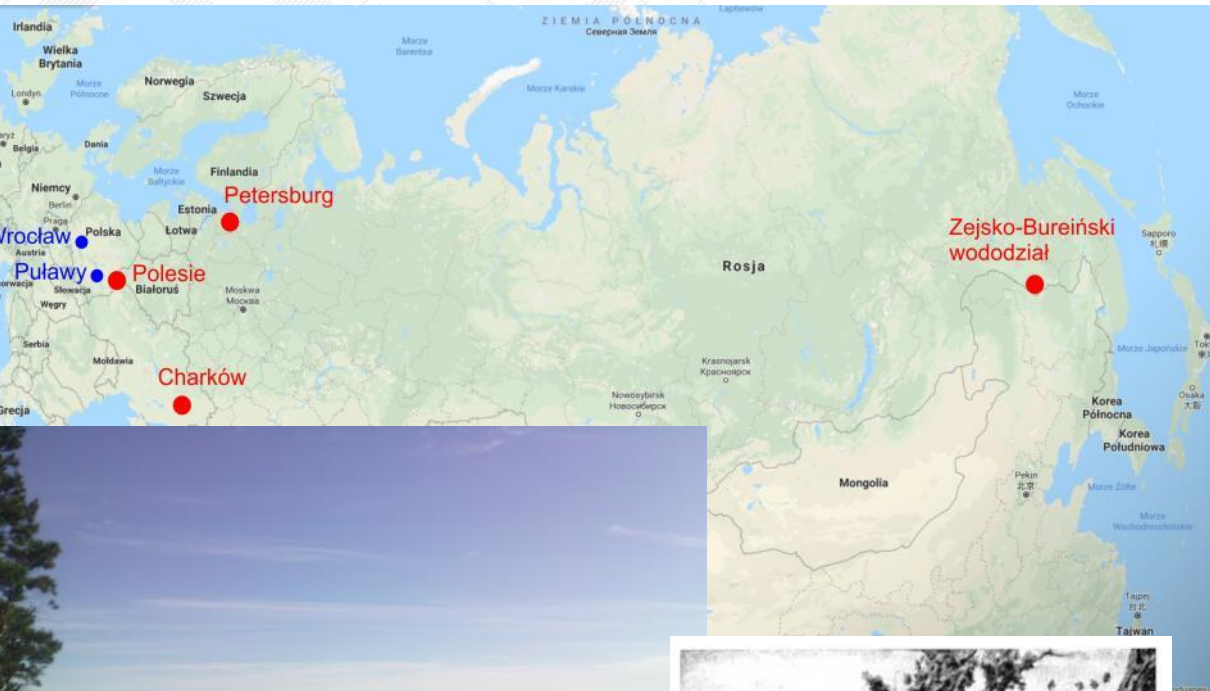 ZIEMIA PÓŁNOCNA
Северная Земля
Laptiewów
Irlandia
Wielka
Brytania
Morze
Barentsa
Norwegia
Morze
Północne
Szwecja
Morze Karskie
Londyn
Morze
Ochockie
Belgia
Dania
Finlandia
Morze
Bałtyckie
Niemcy
Berlin
Petersburg
Estonia
Praga
Łotwa
Polska
Wrocław
Austria
Puławy
Polesie
Słowacja
Białoruś
Węgry
Moskwa
Москва
Rosja
Zejsko-Bureiński
wododział
Sapporo
札幌
Serbia
Mołdawia
Krasnojarsk
Красноярск
Morze Japońskie
Charków
Grecja
Nowosybirsk
Новосибирск
Osaka
大阪
Korea
Północna
Korea
Południowa
Mongolia
Pekin
北京
Morze Żółte
Morze
Wschodniochińskie
Tajpej
台北
Tajwan